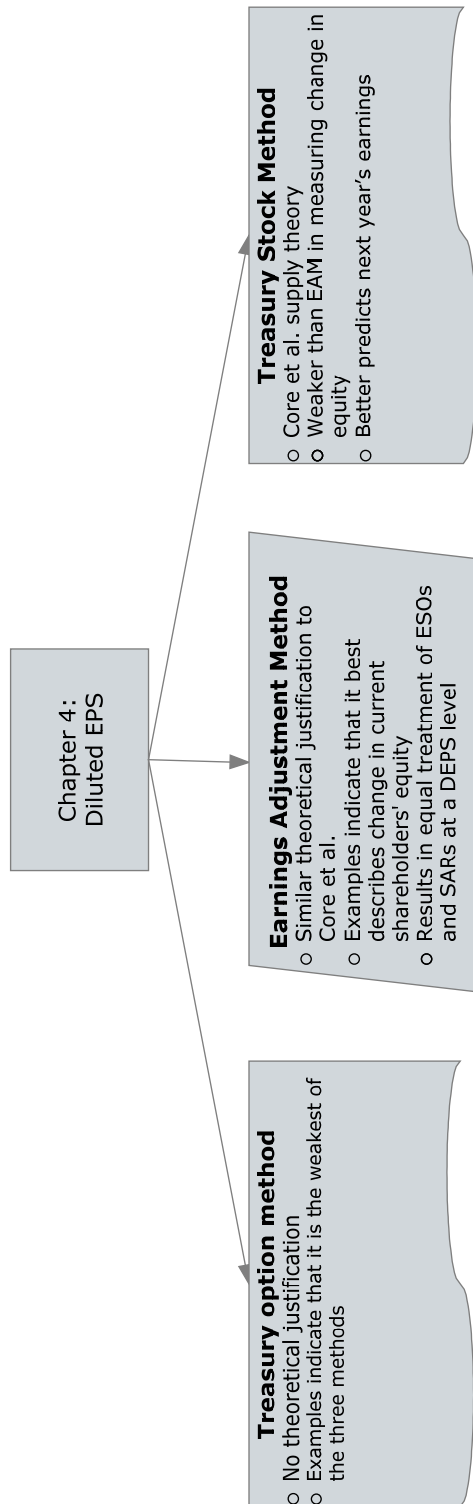 Chapter 4:
Diluted EPS
Treasury option method
○ No theoretical justification
○ Examples indicate that it is the weakest of
the three methods
Earnings Adjustment Method
○ Similar theoretical justification to
Core et al.
○ Examples indicate that it best
describes change in current
shareholders' equity
○ Results in equal treatment of ESOs
and SARs at a DEPS level
Treasury Stock Method
○ Core et al. supply theory
○ Weaker than EAM in measuring change in
equity
○ Better predicts next year’s earnings